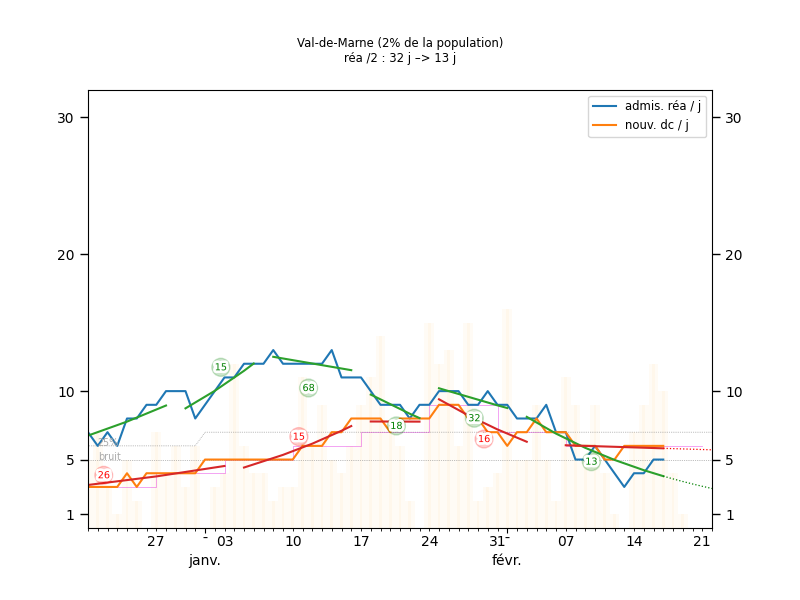 Val-de-Marne (2% de la population)
réa /2 : 32 j –> 13 j
admis. réa / j
nouv. dc / j
30 30
20 20
10 10
5 5
1 1
15
68
15
18
32
16
13
26
bruit
27 - 03 10 17 24 31- 07 14 21
janv. févr.